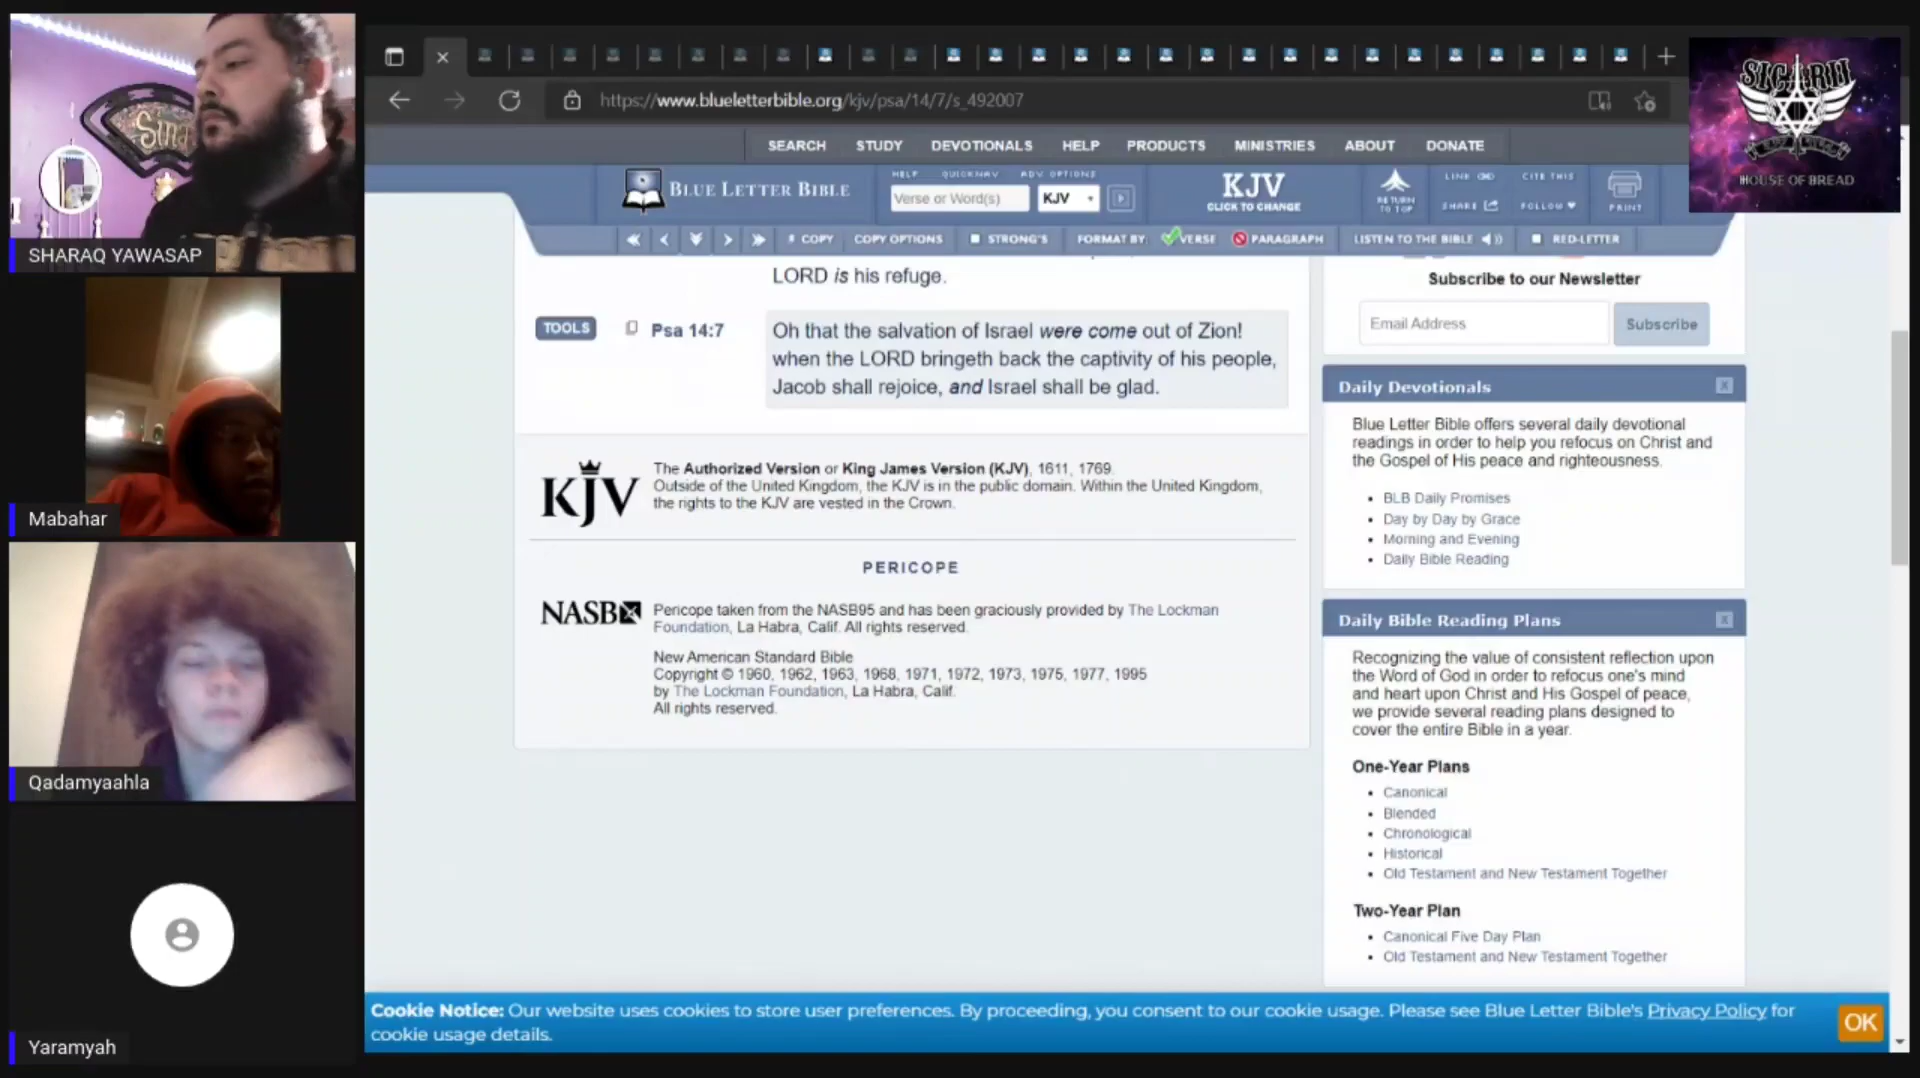 Sina
SHARAQ YAWASAP
Mabahar
Qadamyaahla
Yaramyah
https://www.blueletterbible.org/kjv/psa/14/7/s_492007
SICARII
HOUSE OF BREAD
SEARCH STUDY DEVOTIONALS HELP PRODUCTS MINISTRIES ABOUT DONATE
BLUE LETTER BIBLE
HELP QUICKNAV ADV OPTIONS
Verse or Word(s) KJV
KJV
CLICK TO CHANGE
RETURN
TO TOP
LINK
SHARE
CITE THIS
FOLLOW
PRINT
COPY COPY OPTIONS STRONG'S FORMAT BY VERSE PARAGRAPH LISTEN TO THE BIBLE RED-LETTER
LORD is his refuge.
TOOLS Psa 14:7
Oh that the salvation of Israel were come out of Zion!
when the LORD bringeth back the captivity of his people,
Jacob shall rejoice, and Israel shall be glad.
KJV
The Authorized Version or King James Version (KJV), 1611, 1769.
Outside of the United Kingdom, the KJV is in the public domain. Within the United Kingdom,
the rights to the KJV are vested in the Crown.
PERICOPE
NASB
Pericope taken from the NASB95 and has been graciously provided by The Lockman
Foundation, La Habra, Calif. All rights reserved.
New American Standard Bible
Copyright © 1960, 1962, 1963, 1968, 1971, 1972, 1973, 1975, 1977, 1995
by The Lockman Foundation, La Habra, Calif.
All rights reserved.
Subscribe to our Newsletter
Email Address Subscribe
Daily Devotionals
Blue Letter Bible offers several daily devotional
readings in order to help you refocus on Christ and
the Gospel of His peace and righteousness.
BLB Daily Promises
Day by Day by Grace
Morning and Evening
Daily Bible Reading
Daily Bible Reading Plans
Recognizing the value of consistent reflection upon
the Word of God in order to refocus one's mind
and heart upon Christ and His Gospel of peace,
we provide several reading plans designed to
cover the entire Bible in a year.
One-Year Plans
Canonical
Blended
Chronological
Historical
Old Testament and New Testament Together
Two-Year Plan
Canonical Five Day Plan
Old Testament and New Testament Together
Cookie Notice: Our website uses cookies to store user preferences. By proceeding, you consent to our cookie usage. Please see Blue Letter Bible's Privacy Policy for
cookie usage details.
OK